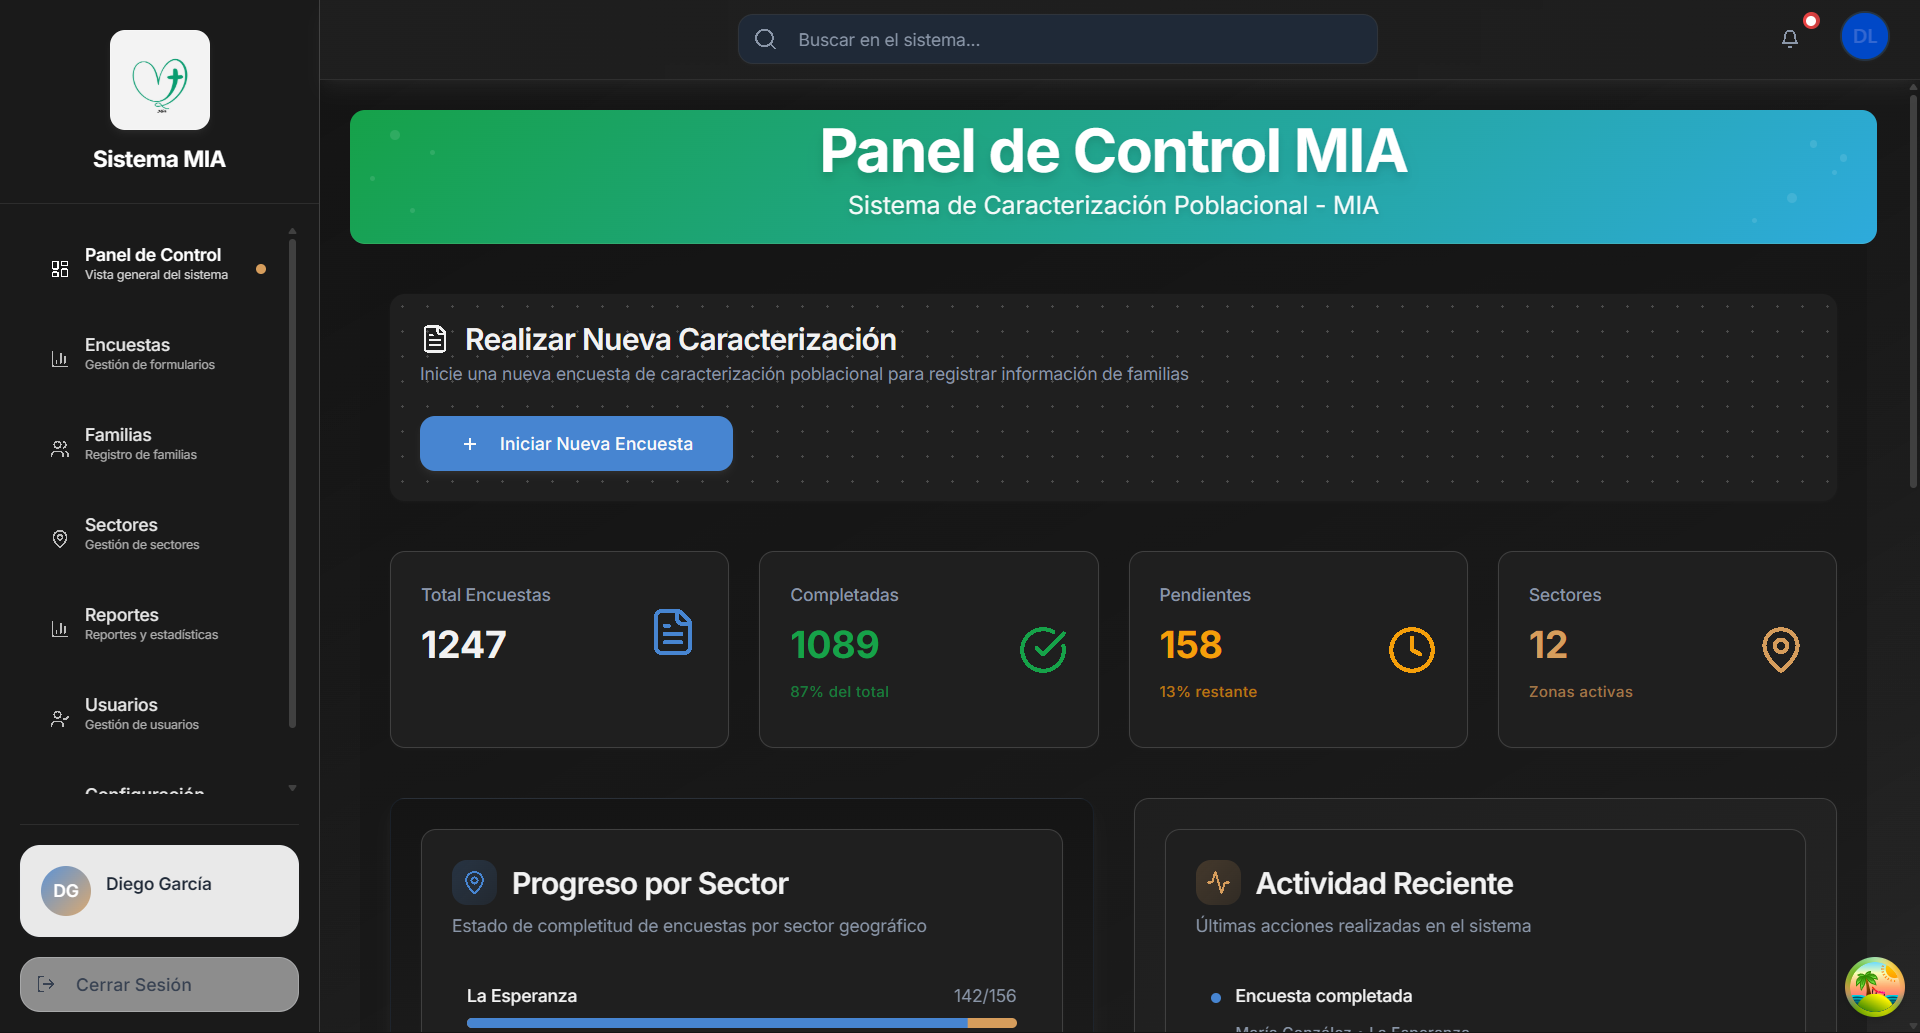 Sistema MIA
Panel de Control
Vista general del sistema
Encuestas
Gestión de formularios
Familias
Registro de familias
Sectores
Gestión de sectores
Reportes
Reportes y estadísticas
Usuarios
Gestión de usuarios
Configuración
DG
Diego García
Cerrar Sesión
Buscar en el sistema...
DL
Panel de Control MIA
Sistema de Caracterización Poblacional - MIA
Realizar Nueva Caracterización
Inicie una nueva encuesta de caracterización poblacional para registrar información de familias
+ Iniciar Nueva Encuesta
Total Encuestas
1247
Completadas
1089
87% del total
Pendientes
158
13% restante
Sectores
12
Zonas activas
Progreso por Sector
Estado de completitud de encuestas por sector geográfico
La Esperanza
142/156
Actividad Reciente
Últimas acciones realizadas en el sistema
Encuesta completada
María González • La Esperanza